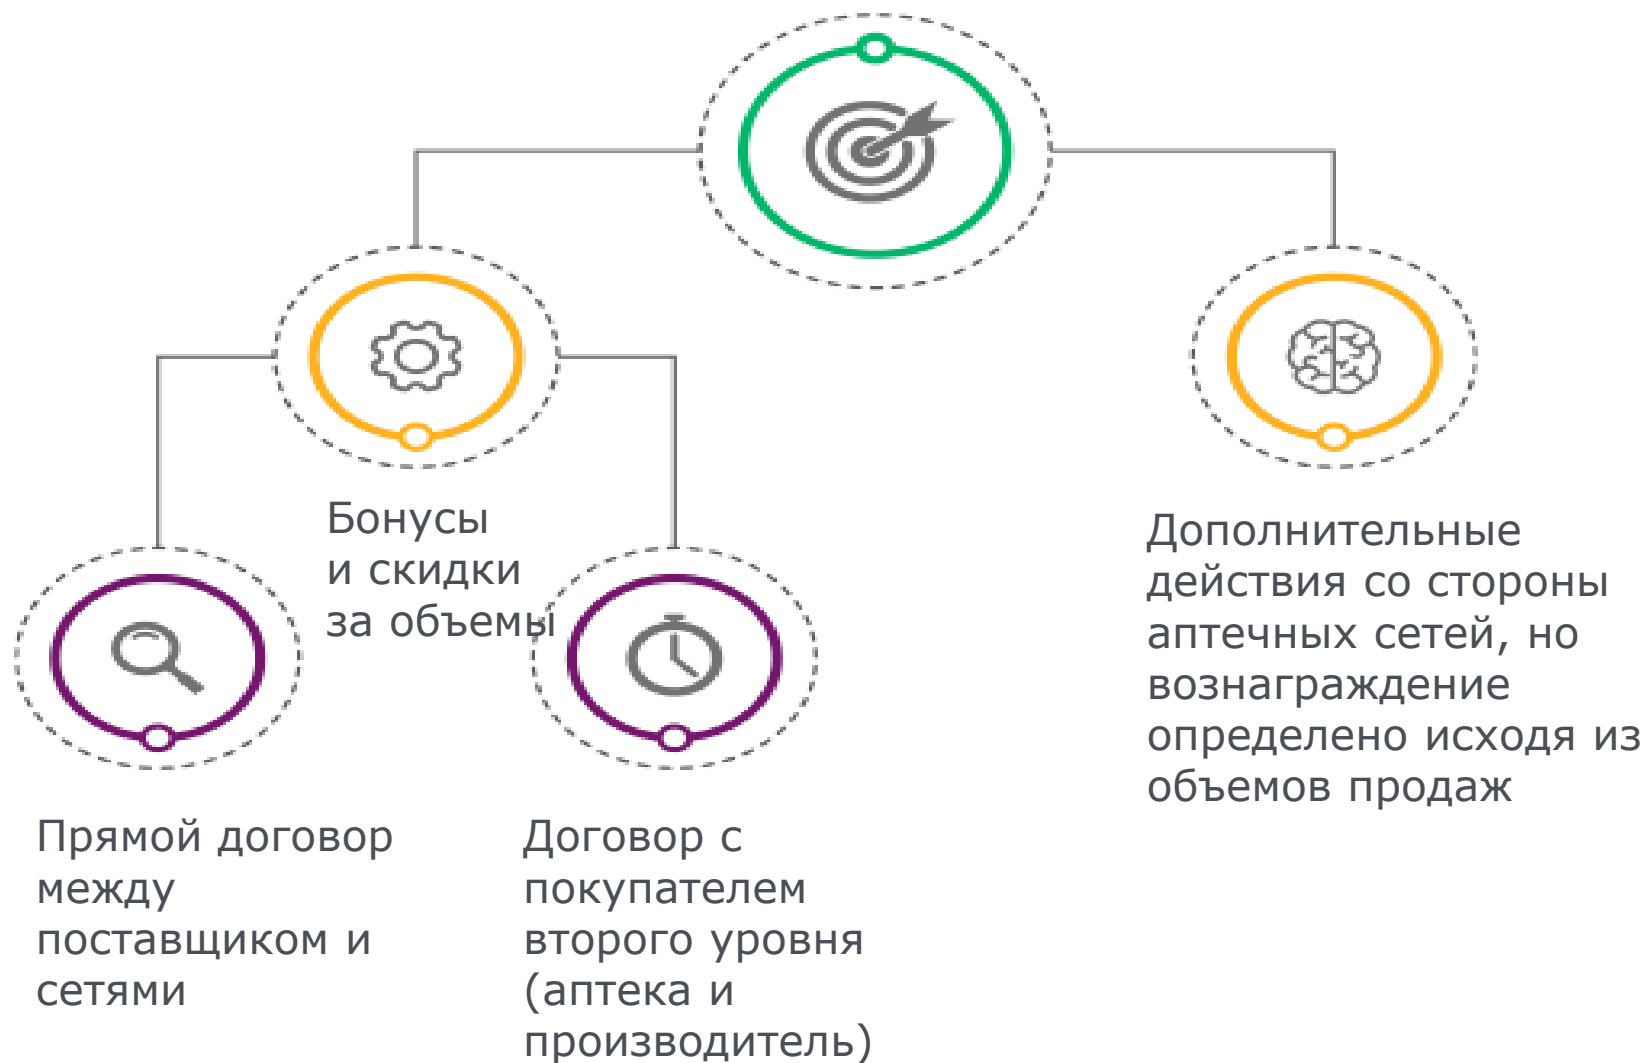 Бонусы
и скидки
за объемы
Дополнительные
действия со стороны
аптечных сетей, но
вознаграждение
определено исходя из
объемов продаж
Прямой договор
между
поставщиком и
сетями
Договор с
покупателем
второго уровня
(аптека и
производитель)